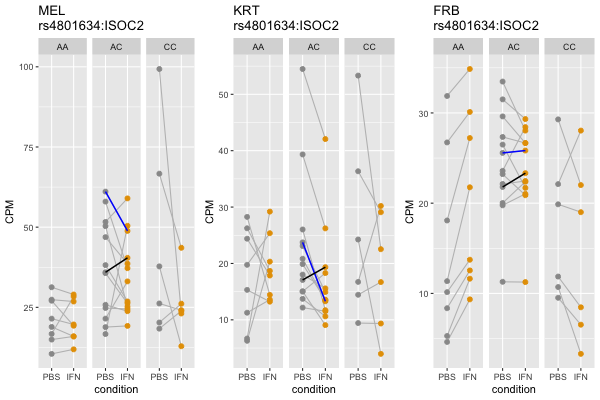 MEL
rs4801634:ISOC2
AA AC CC
CPM
100
75
50
25
PBS IFN PBS IFN PBS IFN
condition
KRT
rs4801634:ISOC2
AA AC CC
CPM
50
40
30
20
10
PBS IFN PBS IFN PBS IFN
condition
FRB
rs4801634:ISOC2
AA AC CC
CPM
30
20
10
PBS IFN PBS IFN PBS IFN
condition